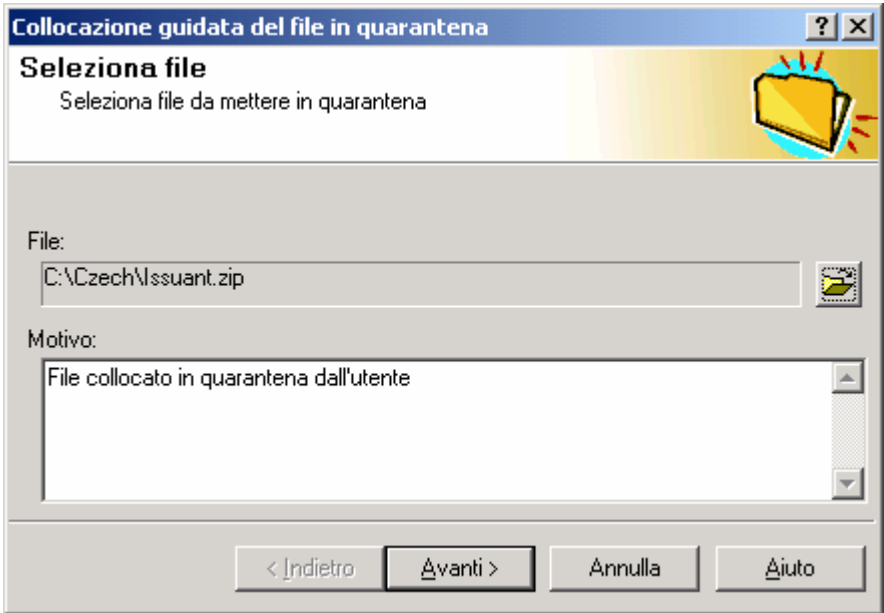 Collocazione guidata del file in quarantena
Seleziona file
Seleziona file da mettere in quarantena
File:
C:\Czech\Issuant.zip
Motivo:
File collocato in quarantena dall'utente
< Indietro
Avanti >
Annulla
Aiuto